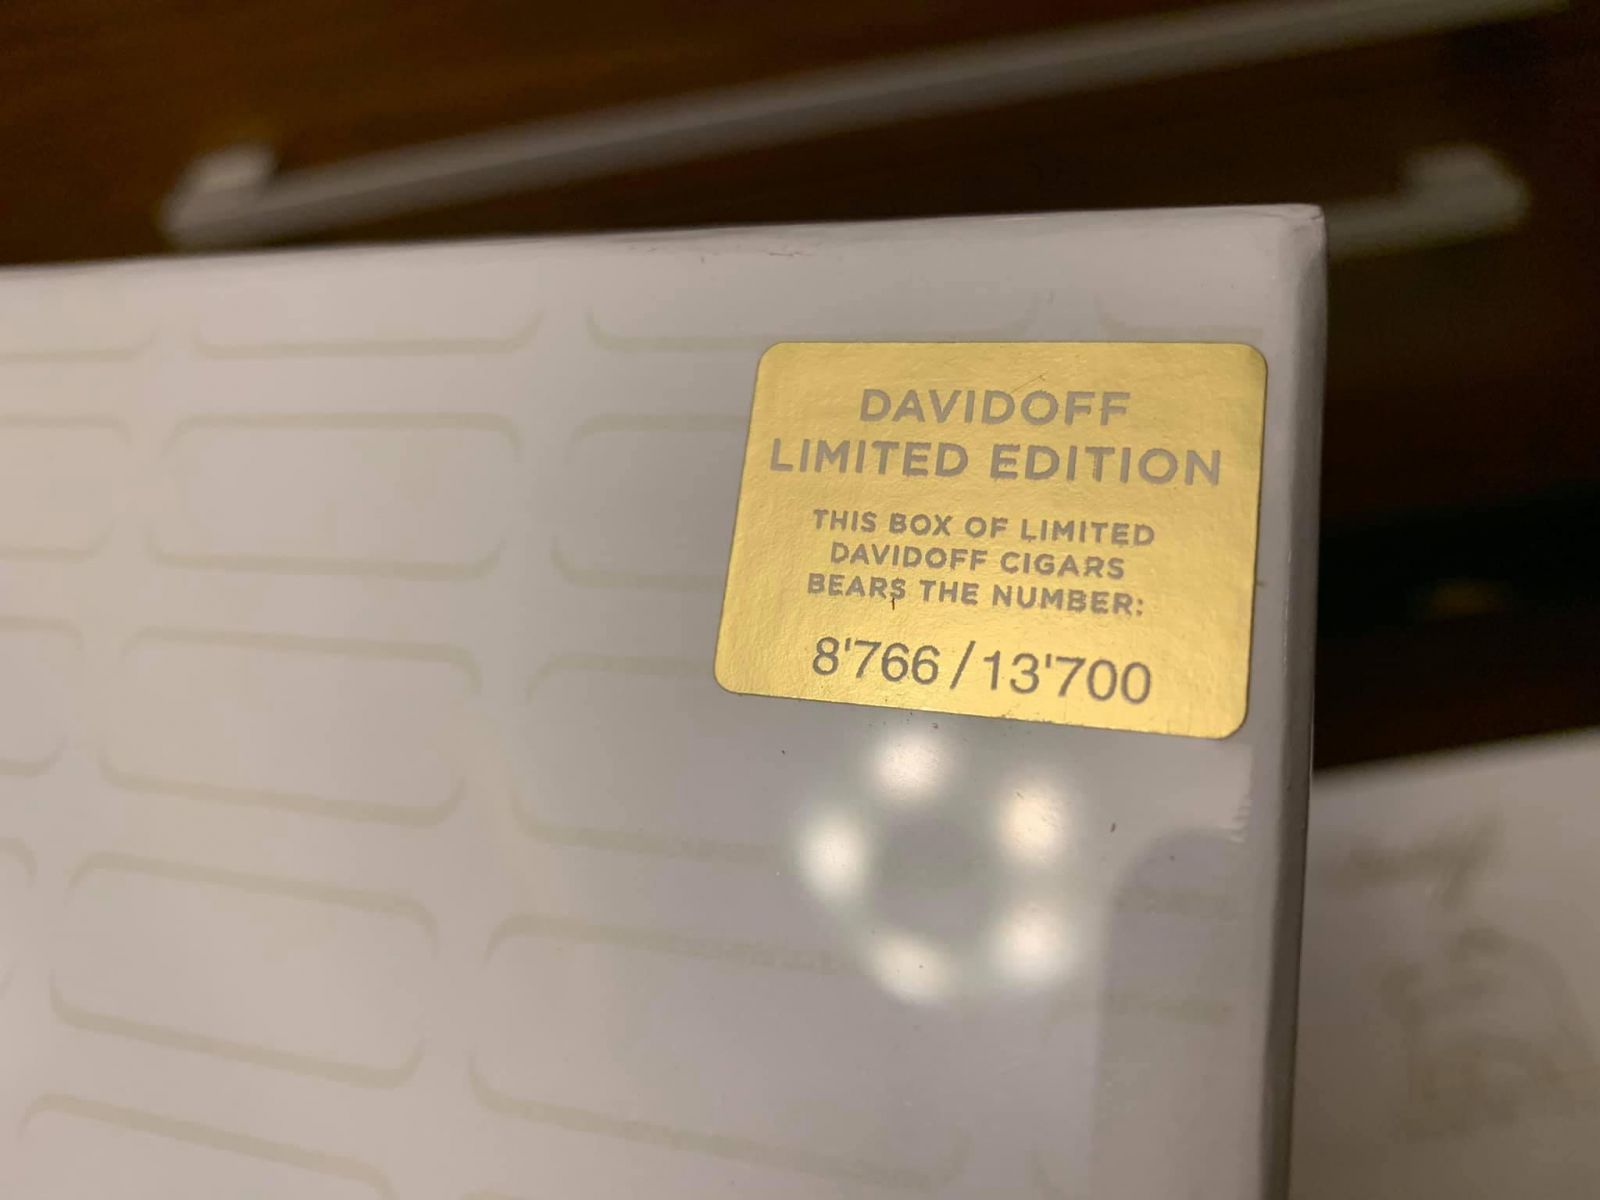 DAVIDOFF
LIMITED EDITION
THIS BOX OF LIMITED
DAVIDOFF CIGARS
BEARS THE NUMBER:
8'766/13'700